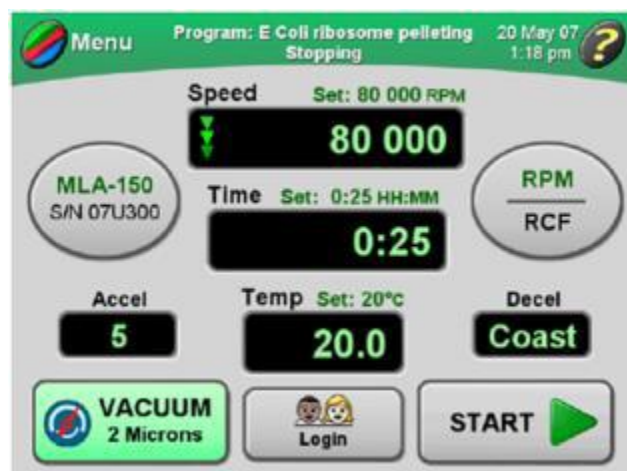 Menu
Program: E Coli ribosome pelleting
Stopping
20 May 07
1:18 pm
?
Speed
Set: 80 000 RPM
80 000
MLA-150
S/N 07U300
Time
Set: 0:25 HH:MM
0:25
RPM
RCF
Accel
5
Temp
Set: 20°C
20.0
Decel
Coast
VACUUM
2 Microns
Login
START